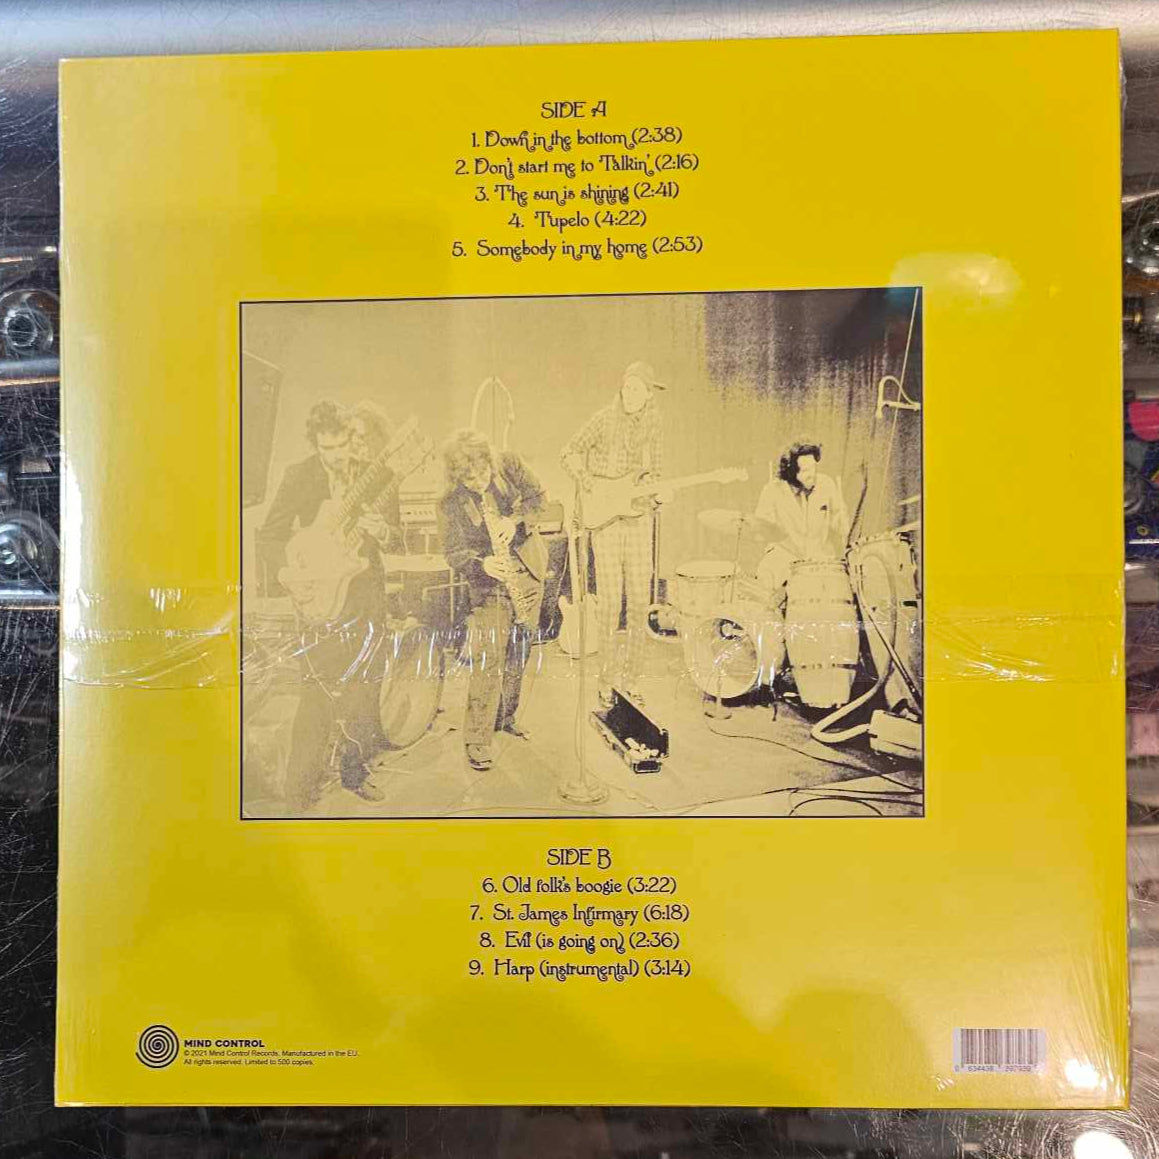 SIDE A
1. Down in the bottom (2:38)
2. Don't start me to Talkin' (2:16)
3. The sun is shining (2:41)
4. Tupelo (4:22)
5. Somebody in my home (2:53)
SIDE B
6. Old folk's boogie (3:22)
7. St. James Infirmary (6:18)
8. Evil (is going on) (2:36)
9. Harp (instrumental) (3:14)
MIND CONTROL
© 2021 Mind Control Records. Manufactured in the EU.
All rights reserved. Limited to 500 copies.